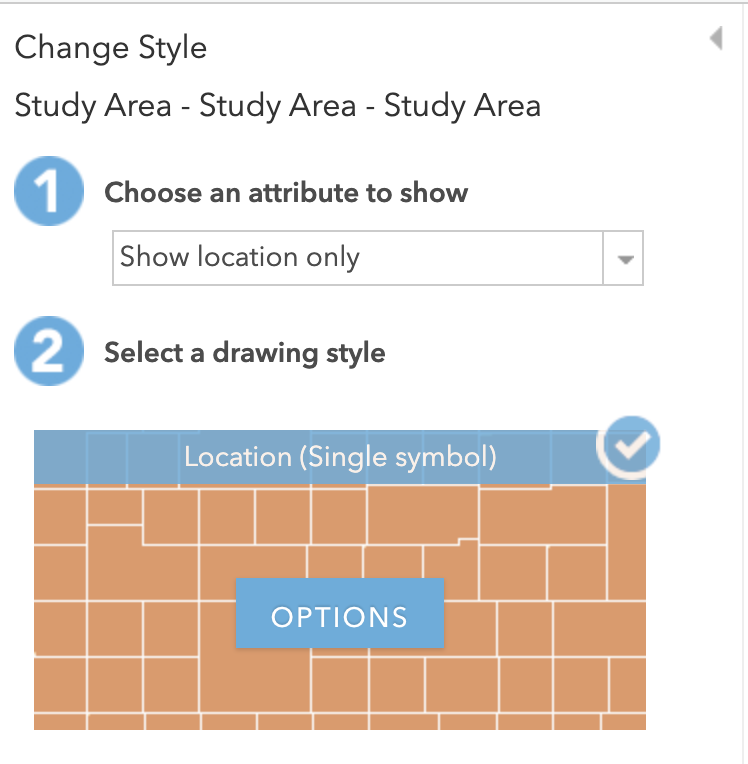 Change Style
Study Area - Study Area - Study Area
1 Choose an attribute to show
Show location only
2 Select a drawing style
Location (Single symbol)
OPTIONS